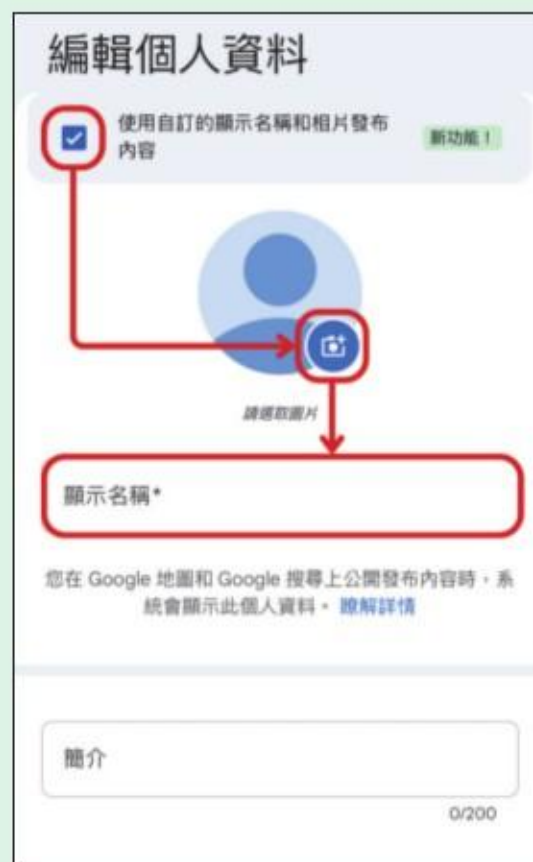 編輯個人資料
使用自訂的顯示名稱和相片發布
內容
新功能！
請選取圖片
顯示名稱*
您在 Google 地圖和 Google 搜尋上公開發布內容時，系
統會顯示此個人資料。 瞭解詳情
簡介
0/200